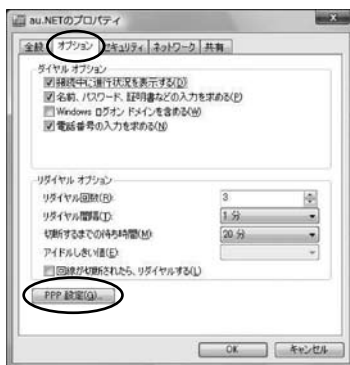 au.NETのプロパティ
全般 オプション セキュリティ ネットワーク 共有
ダイヤル オプション
接続中に進行状況を表示する(D)
名前、パスワード、証明書などの入力を求める(P)
Windows ログオン ドメインを含める(W)
電話番号の入力を求める(N)
リダイヤル オプション
リダイヤル回数(R): 3
リダイヤル間隔(T): 1 分
切断するまでの待ち時間(M): 20 分
アイドルしきい値(E):
回線が切断されたら、リダイヤルする(L)
PPP 設定(G)...
OK キャンセル